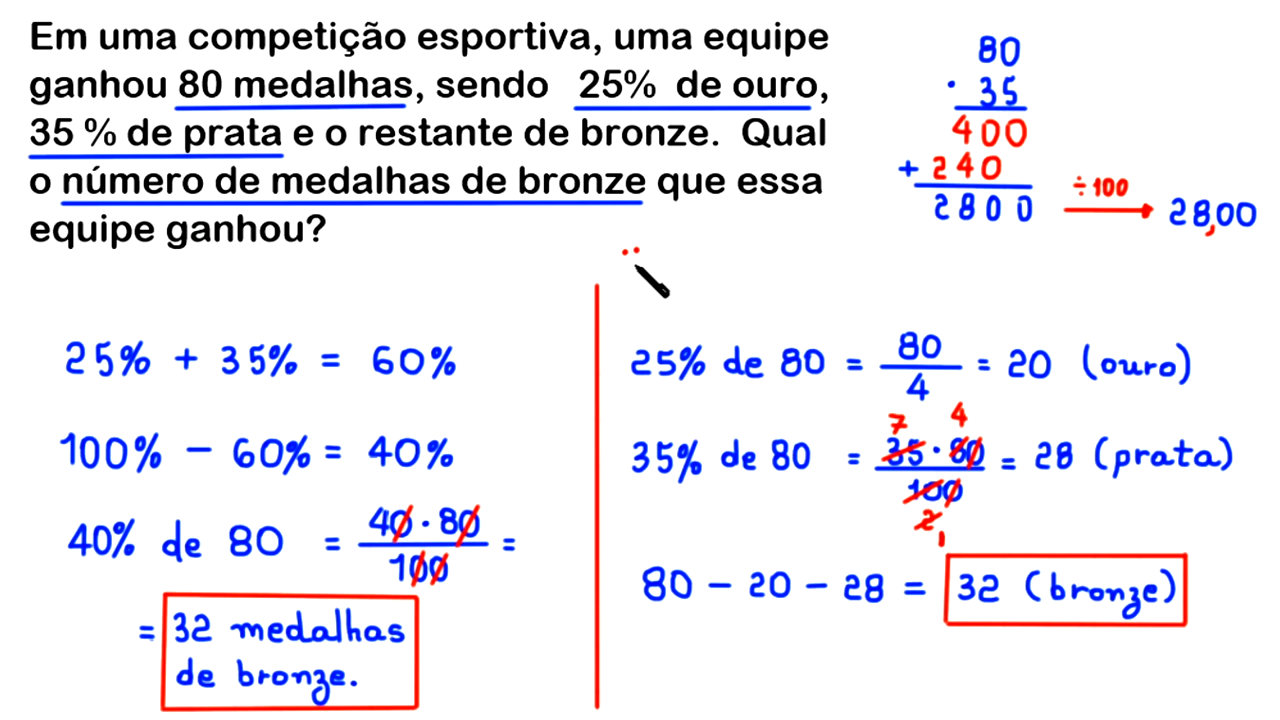 Em uma competição esportiva, uma equipe
ganhou 80 medalhas, sendo 25% de ouro,
35 % de prata e o restante de bronze. Qual
o número de medalhas de bronze que essa
equipe ganhou?
80
· 35
400
+ 240
2800
÷100
28,00
25% + 35% = 60%
100% - 60% = 40%
40% de 80 = 40 · 80 / 100 =
= 32 medalhas
de bronze.
25% de 80 = 80 / 4 = 20 (ouro)
7 4
35% de 80 = 35 · 80 / 100 = 28 (prata)
2 1
80 - 20 - 28 = 32 (bronze)